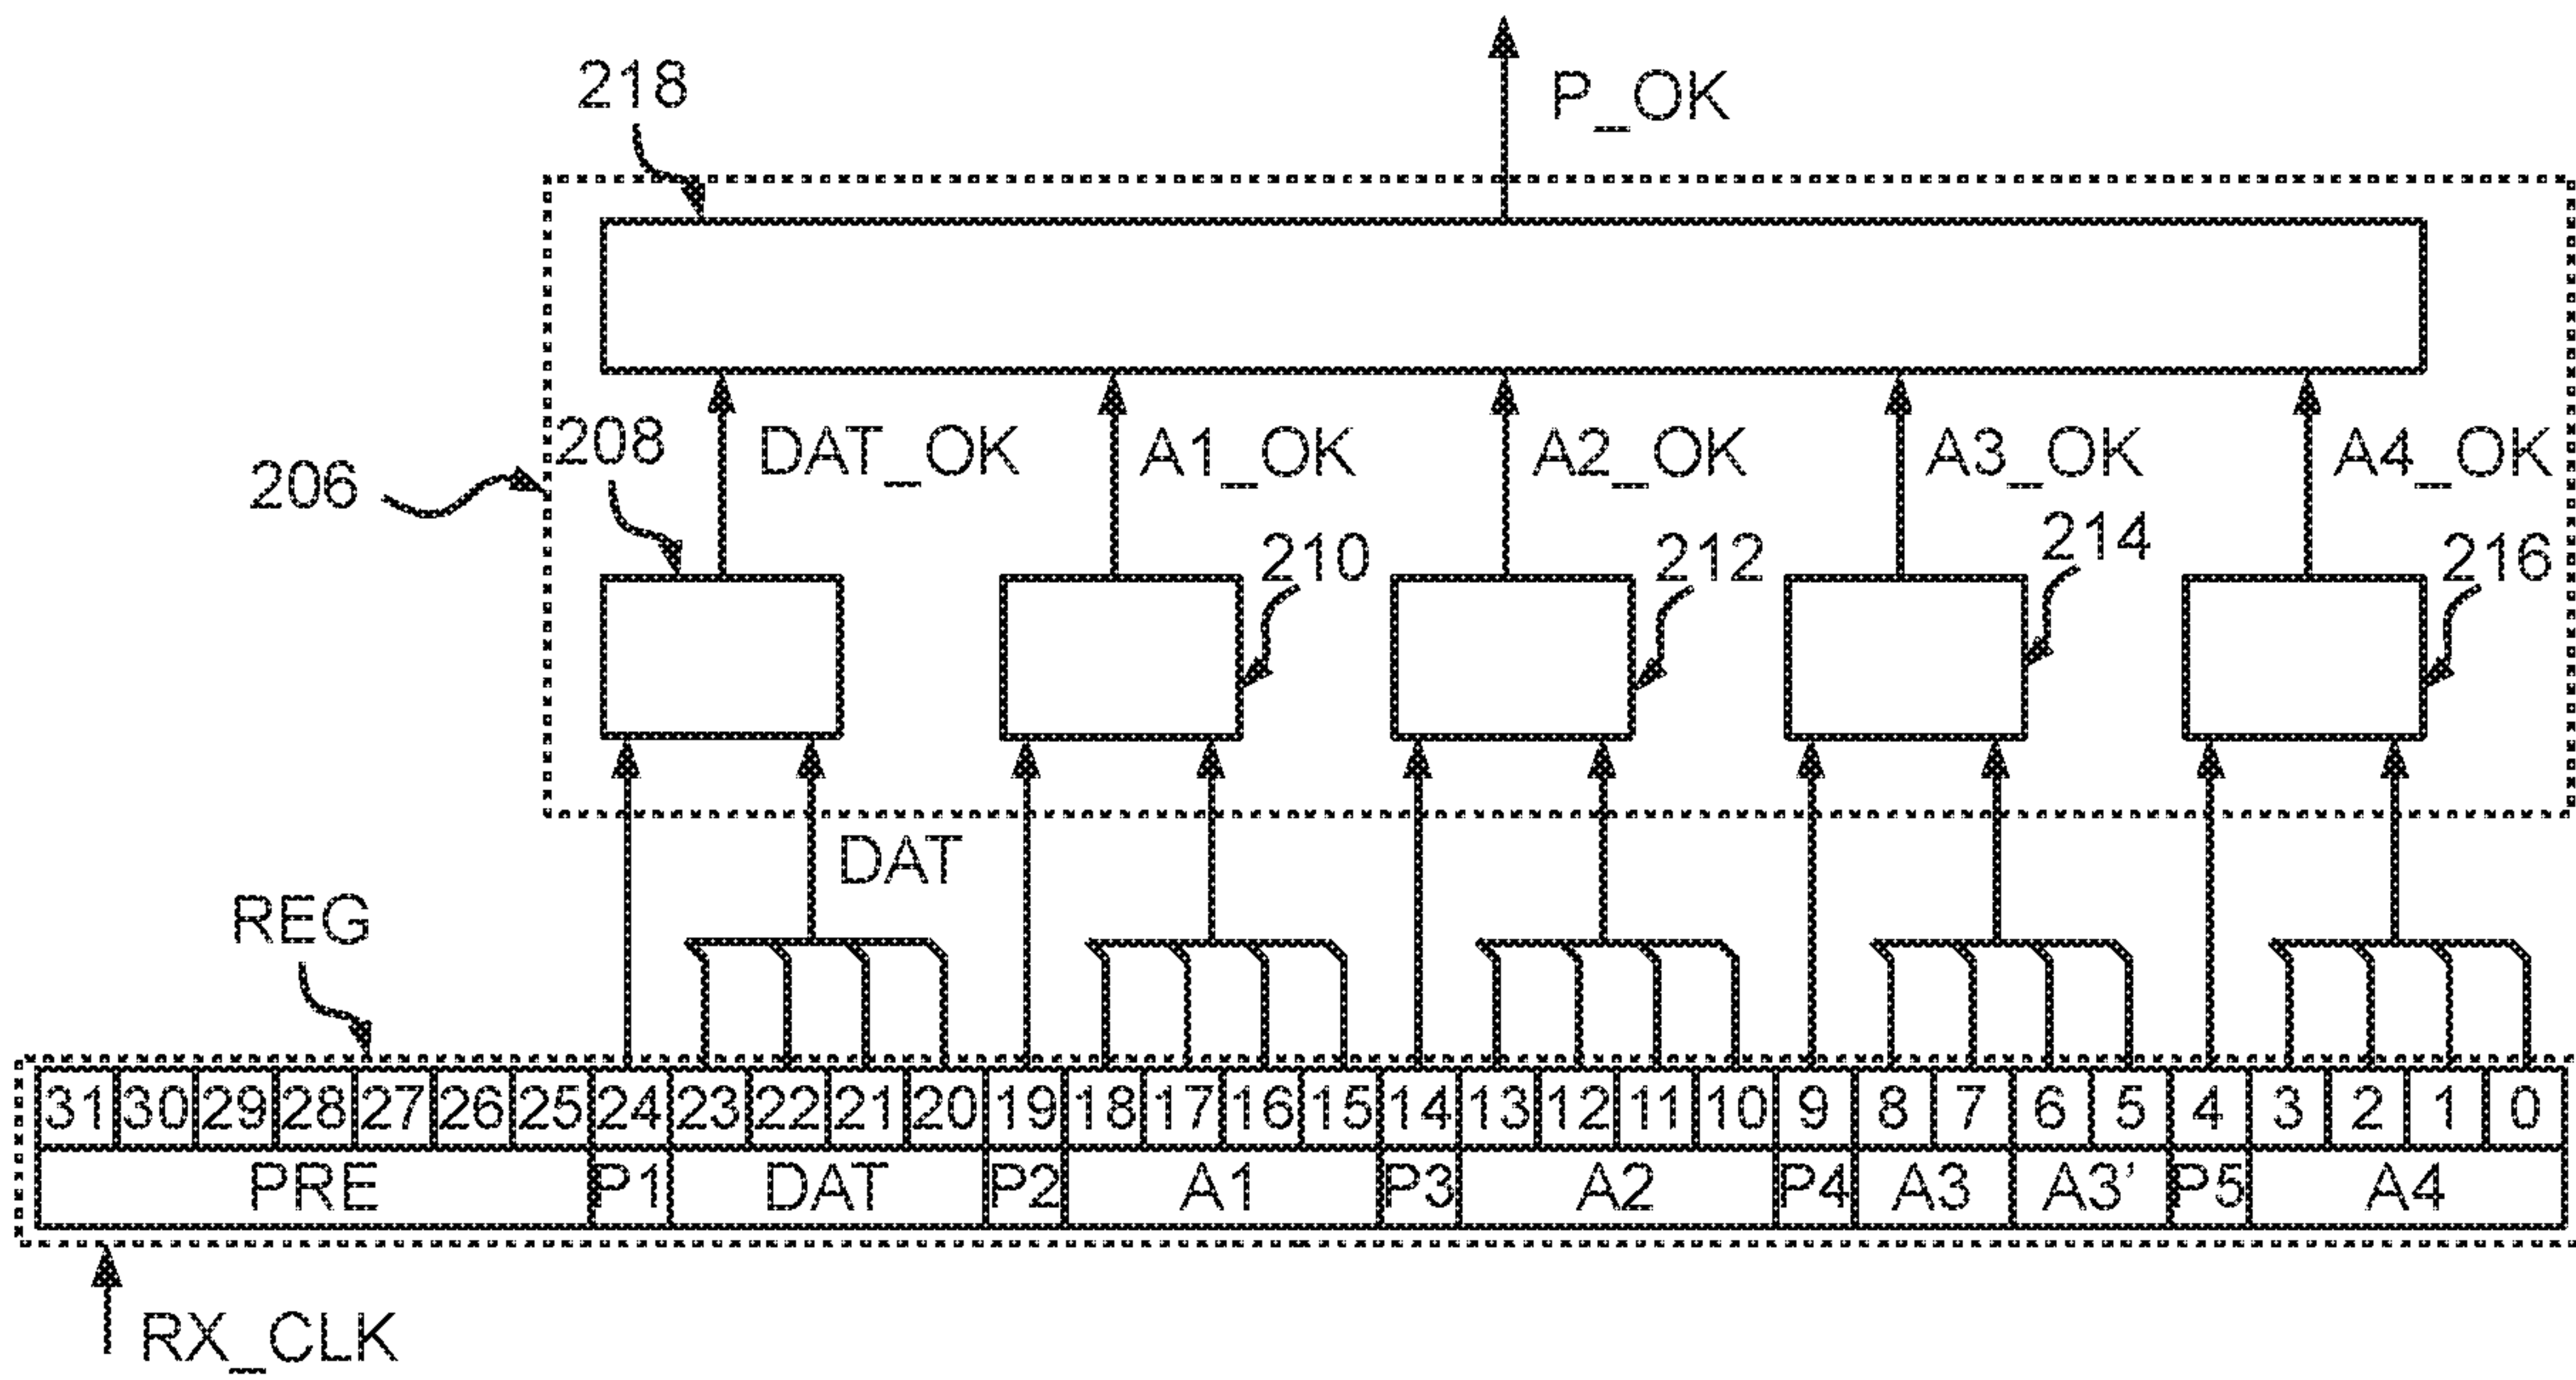 218
P_OK
208
DAT_OK
A1_OK
A2_OK
A3_OK
A4_OK
206
210
212
214
216
DAT
REG
31 30 29 28 27 26 25 24 23 22 21 20 19 18 17 16 15 14 13 12 11 10 9 8 7 6 5 4 3 2 1 0
PRE P1 DAT P2 A1 P3 A2 P4 A3 A3' P5 A4
RX_CLK